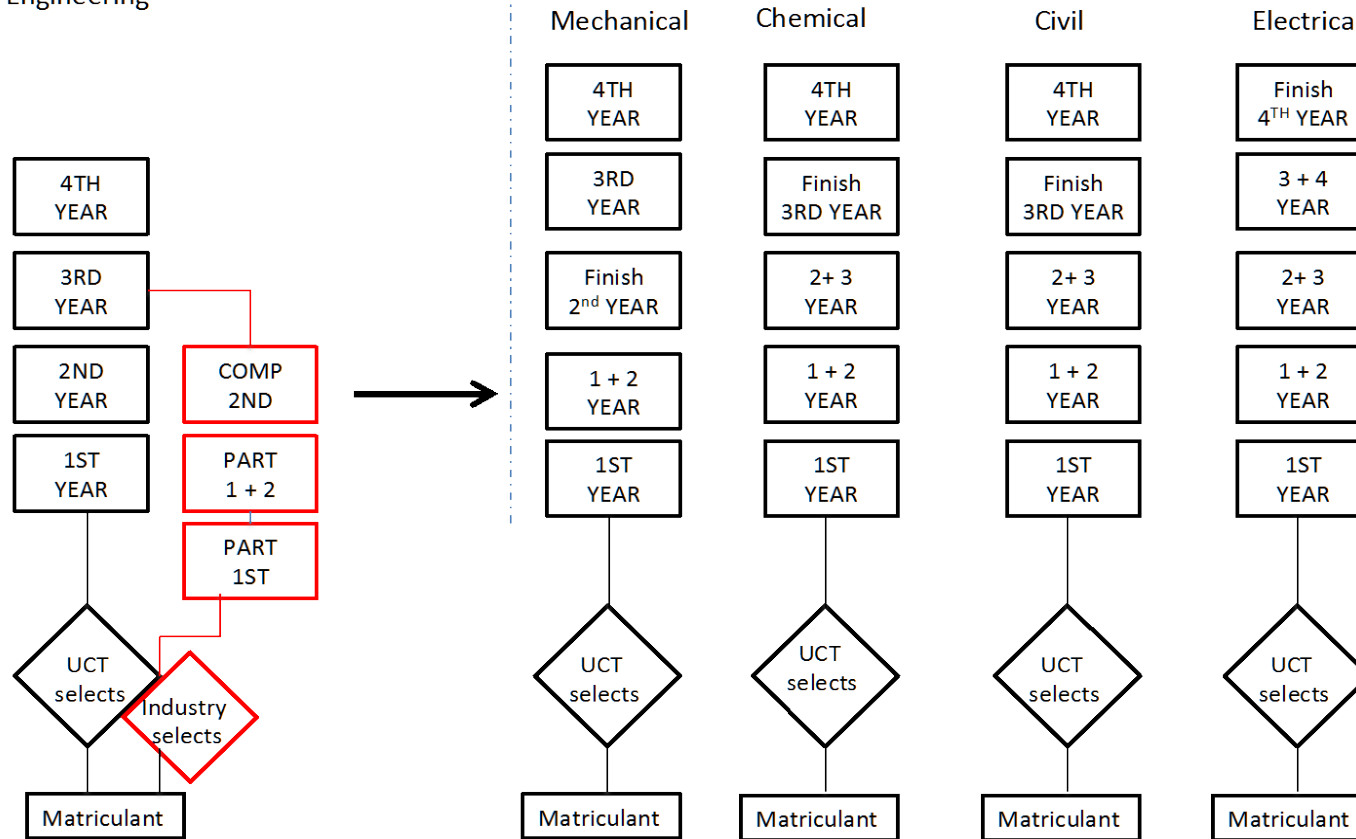 Engineering
4TH
YEAR
3RD
YEAR
2ND
YEAR
1ST
YEAR
COMP
2ND
PART
1 + 2
PART
1ST
UCT
selects
Industry
selects
Matriculant
Mechanical
4TH
YEAR
3RD
YEAR
Finish
2nd YEAR
1 + 2
YEAR
1ST
YEAR
UCT
selects
Matriculant
Chemical
4TH
YEAR
Finish
3RD YEAR
2+ 3
YEAR
1 + 2
YEAR
1ST
YEAR
UCT
selects
Matriculant
Civil
4TH
YEAR
Finish
3RD YEAR
2+ 3
YEAR
1 + 2
YEAR
1ST
YEAR
UCT
selects
Matriculant
Electrica
Finish
4TH YEAR
3 + 4
YEAR
2+ 3
YEAR
1 + 2
YEAR
1ST
YEAR
UCT
selects
Matriculant